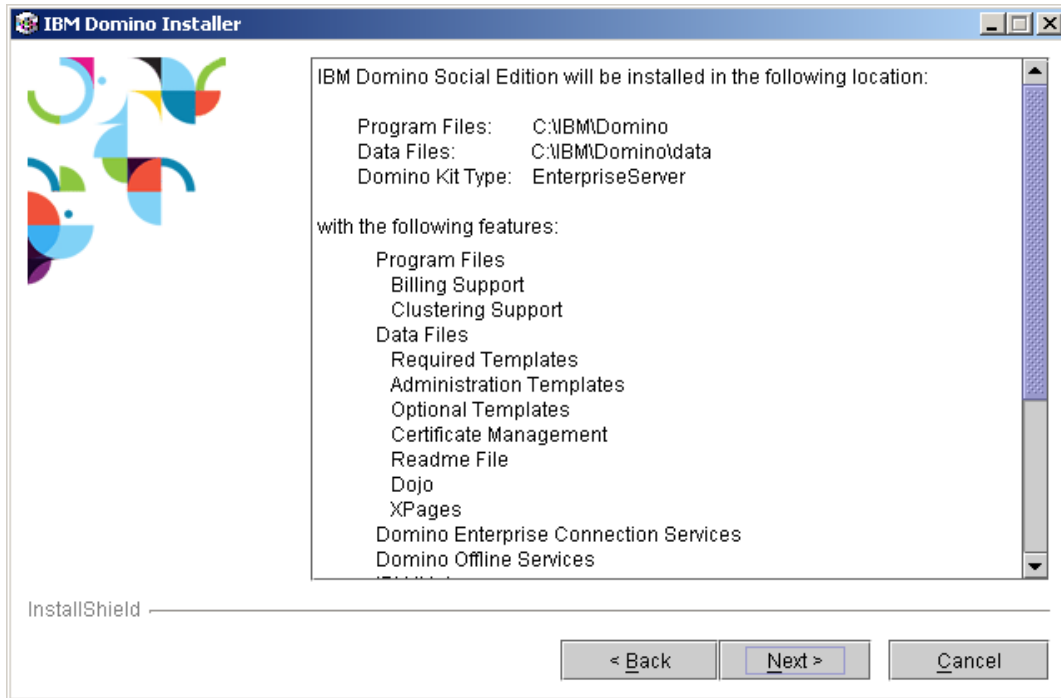 IBM Domino Installer
IBM Domino Social Edition will be installed in the following location:
Program Files: C:\IBM\Domino
Data Files: C:\IBM\Domino\data
Domino Kit Type: EnterpriseServer
with the following features:
Program Files
Billing Support
Clustering Support
Data Files
Required Templates
Administration Templates
Optional Templates
Certificate Management
Readme File
Dojo
XPages
Domino Enterprise Connection Services
Domino Offline Services
InstallShield
< Back Next > Cancel